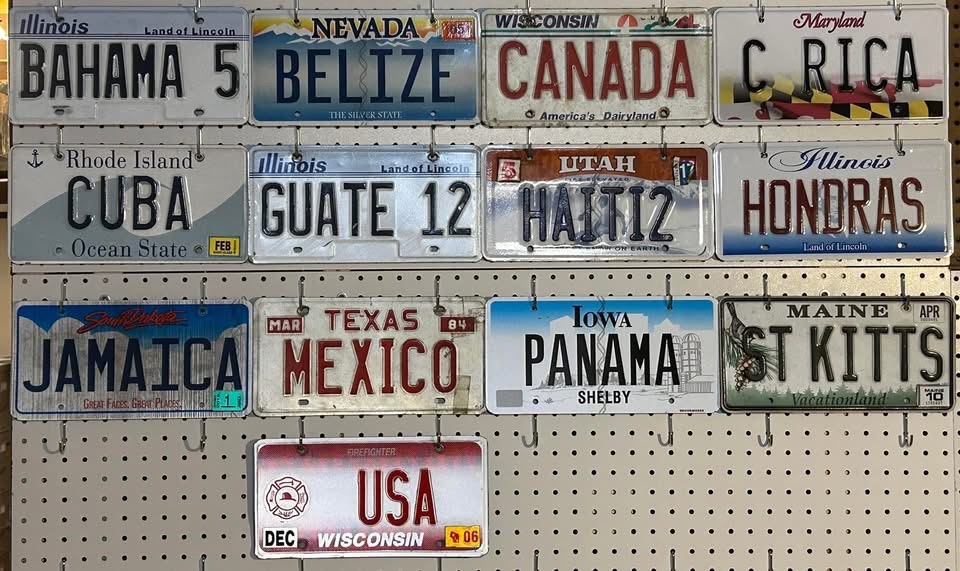 Illinois
Land of Lincoln
BAHAMA 5
NEVADA
BELIZE
THE SILVER STATE
WISCONSIN
CANADA
America's Dairyland
Maryland
C RICA
Rhode Island
CUBA
Ocean State
FEB
Illinois
Land of Lincoln
GUATE 12
UTAH
HAITI2
Illinois
HONDRAS
Land of Lincoln
South Dakota
JAMAICA
GREAT FACES. GREAT PLACES.
1
MAR TEXAS 84
MEXICO
IOWA
PANAMA
SHELBY
MAINE
APR
ST KITTS
Vacationland
MAINE
10
FIREFIGHTER
USA
DEC
WISCONSIN
06